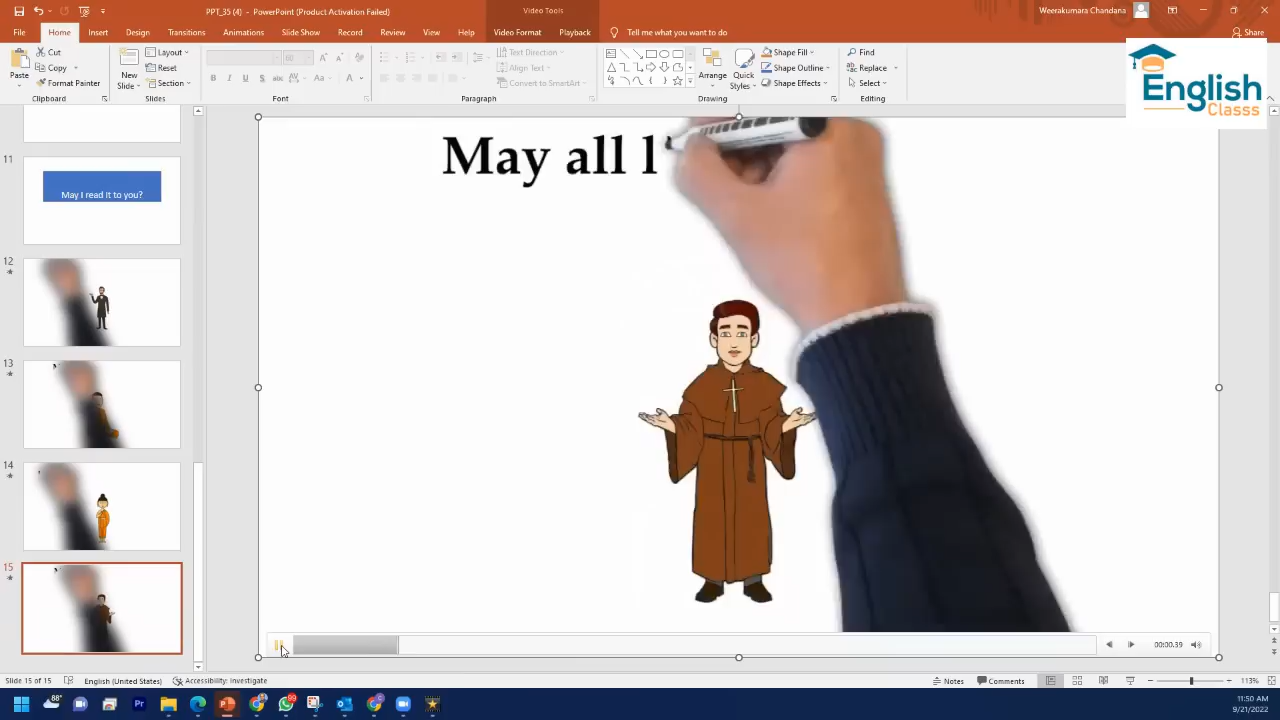 PPT_35 (4) - PowerPoint (Product Activation Failed)
Video Tools
Weerakumara Chandana
File Home Insert Design Transitions Animations Slide Show Record Review View Help Video Format Playback Tell me what you want to do Share
Paste
Cut
Copy
Format Painter
Clipboard
New Slide
Layout
Reset
Section
Slides
60
Font
Text Direction
Align Text
Convert to SmartArt
Paragraph
Arrange
Quick Styles
Shape Fill
Shape Outline
Shape Effects
Drawing
Find
Replace
Select
Editing
English
Classs
11
May I read it to you?
12
13
14
15
May all l
00:00.39
Slide 15 of 15 English (United States) Accessibility: Investigate Notes Comments 113%
88°
11:50 AM
9/21/2022